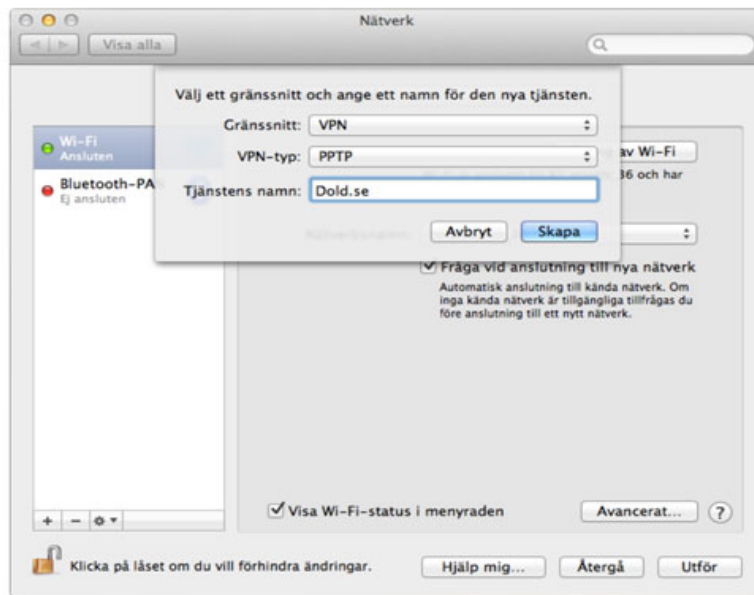 Nätverk
Visa alla
Välj ett gränssnitt och ange ett namn för den nya tjänsten.
Gränssnitt: VPN
VPN-typ: PPTP
Tjänstens namn: Dold.se
Avbryt Skapa
Wi-Fi
Ansluten
Bluetooth-PA
Ej ansluten
av Wi-Fi
36 och har
Fråga vid anslutning till nya nätverk
Automatisk anslutning till kända nätverk. Om
inga kända nätverk är tillgängliga tillfrågas du
före anslutning till ett nytt nätverk.
Visa Wi-Fi-status i menyraden
Avancerat... ?
+ −
Klicka på låset om du vill förhindra ändringar.
Hjälp mig... Återgå Utför